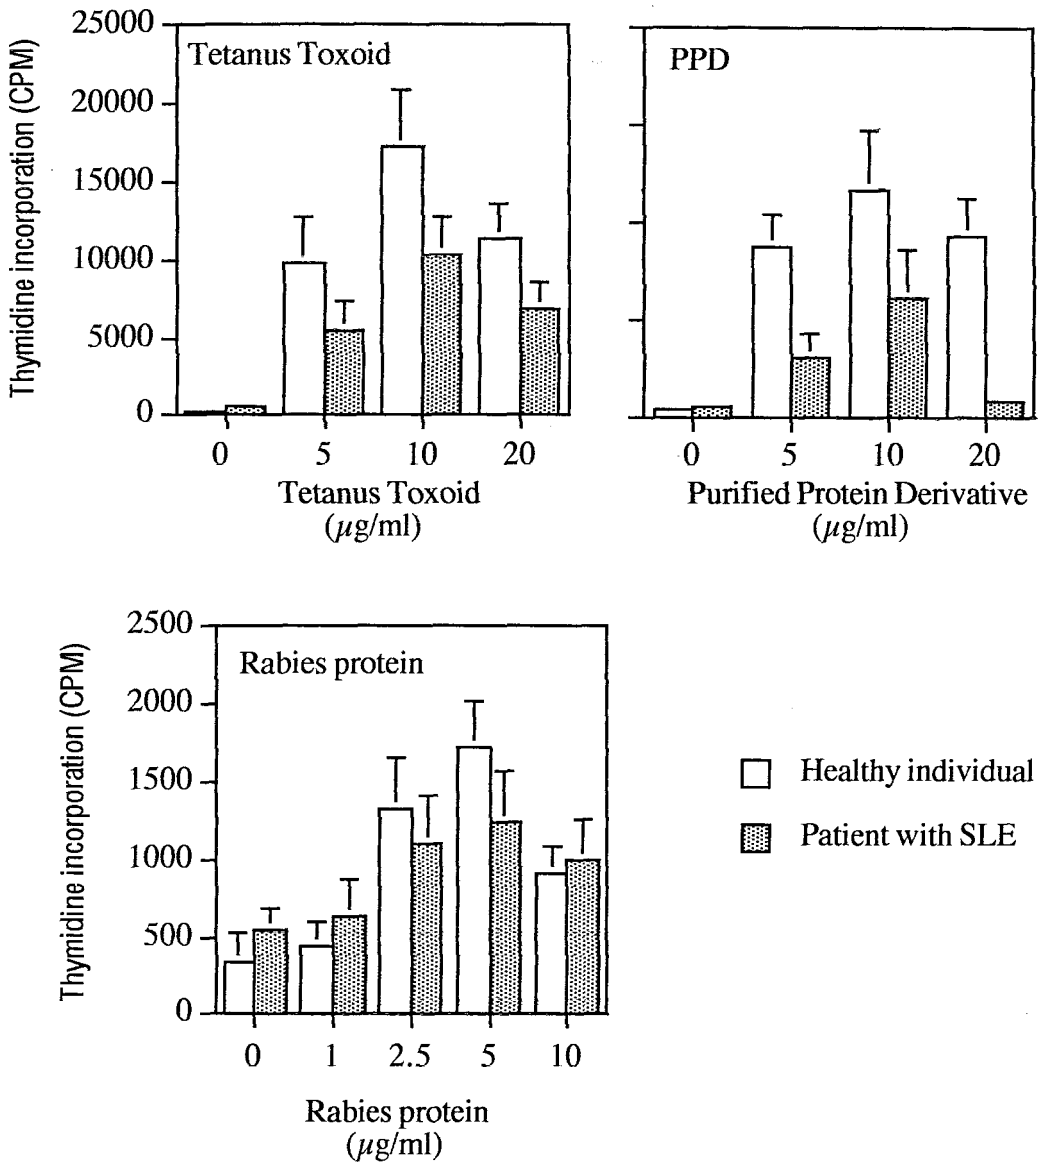 Thymidine incorporation (CPM)
25000
20000
15000
10000
5000
0
Tetanus Toxoid
0 5 10 20
Tetanus Toxoid
(µg/ml)
PPD
0 5 10 20
Purified Protein Derivative
(µg/ml)
Thymidine incorporation (CPM)
2500
2000
1500
1000
500
0
Rabies protein
0 1 2.5 5 10
Rabies protein
(µg/ml)
Healthy individual
Patient with SLE